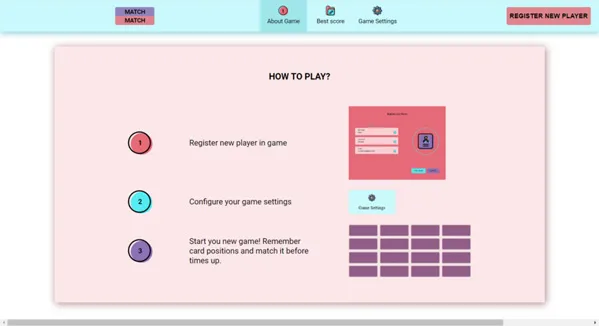 MATCH
MATCH
About Game
Best score
Game Settings
REGISTER NEW PLAYER
HOW TO PLAY?
1
Register new player in game
2
Configure your game settings
Game Settings
3
Start you new game! Remember
card positions and match it before
times up.